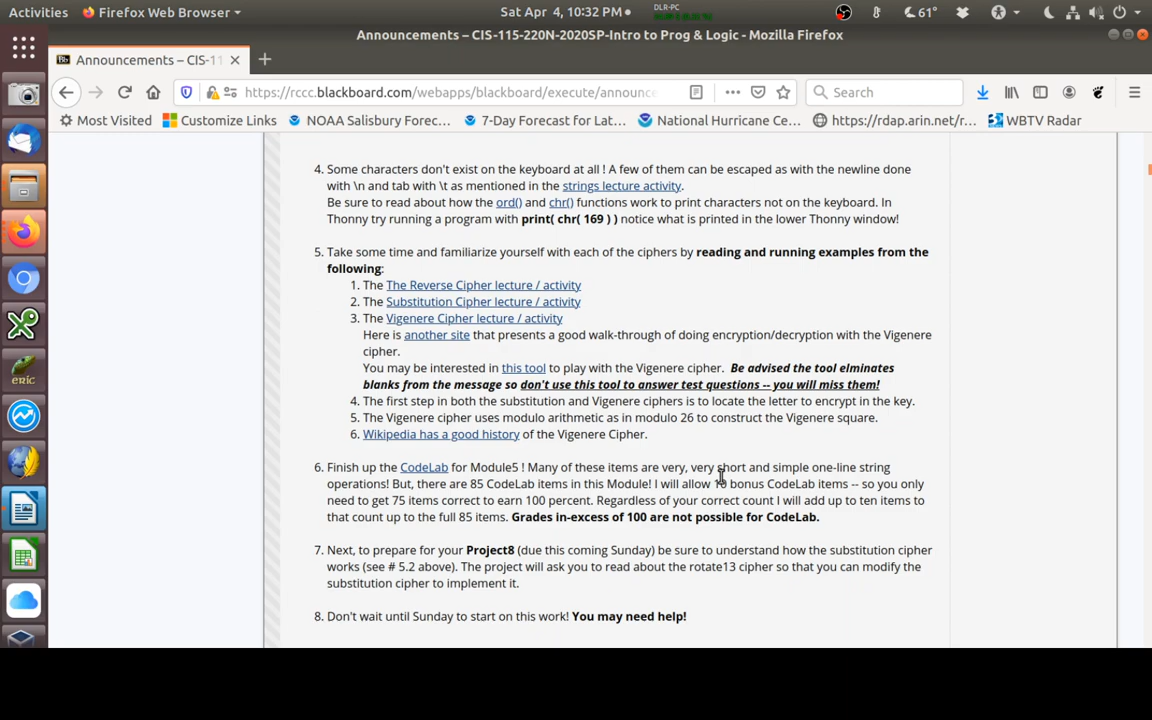 Activities Firefox Web Browser Sat Apr 4, 10:32 PM DLR-PC 61°
Announcements – CIS-115-220N-2020SP-Intro to Prog & Logic - Mozilla Firefox
Bb Announcements – CIS-11
https://rccc.blackboard.com/webapps/blackboard/execute/announce Search
Most Visited Customize Links NOAA Salisbury Forec... 7-Day Forecast for Lat... National Hurricane Ce... https://rdap.arin.net/r... WBTV Radar
4. Some characters don't exist on the keyboard at all ! A few of them can be escaped as with the newline done
with \n and tab with \t as mentioned in the strings lecture activity.
Be sure to read about how the ord() and chr() functions work to print characters not on the keyboard. In
Thonny try running a program with print( chr( 169 ) ) notice what is printed in the lower Thonny window!
5. Take some time and familiarize yourself with each of the ciphers by reading and running examples from the
following:
1. The The Reverse Cipher lecture / activity
2. The Substitution Cipher lecture / activity
3. The Vigenere Cipher lecture / activity
Here is another site that presents a good walk-through of doing encryption/decryption with the Vigenere
cipher.
You may be interested in this tool to play with the Vigenere cipher. Be advised the tool elminates
blanks from the message so don't use this tool to answer test questions -- you will miss them!
4. The first step in both the substitution and Vigenere ciphers is to locate the letter to encrypt in the key.
5. The Vigenere cipher uses modulo arithmetic as in modulo 26 to construct the Vigenere square.
6. Wikipedia has a good history of the Vigenere Cipher.
6. Finish up the CodeLab for Module5 ! Many of these items are very, very short and simple one-line string
operations! But, there are 85 CodeLab items in this Module! I will allow 10 bonus CodeLab items -- so you only
need to get 75 items correct to earn 100 percent. Regardless of your correct count I will add up to ten items to
that count up to the full 85 items. Grades in-excess of 100 are not possible for CodeLab.
7. Next, to prepare for your Project8 (due this coming Sunday) be sure to understand how the substitution cipher
works (see # 5.2 above). The project will ask you to read about the rotate13 cipher so that you can modify the
substitution cipher to implement it.
8. Don't wait until Sunday to start on this work! You may need help!
eric